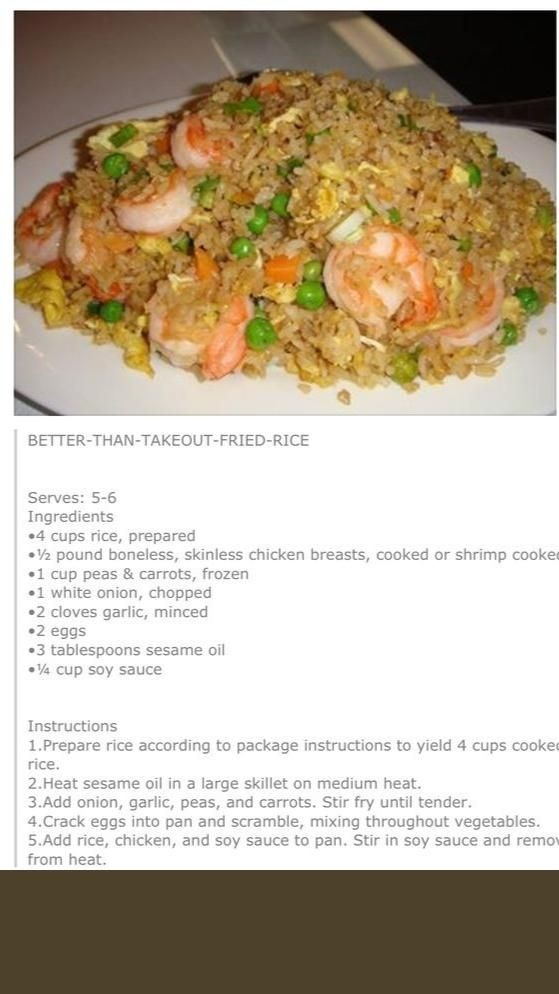 BETTER-THAN-TAKEOUT-FRIED-RICE
Serves: 5-6
Ingredients
•4 cups rice, prepared
•½ pound boneless, skinless chicken breasts, cooked or shrimp cooke
•1 cup peas & carrots, frozen
•1 white onion, chopped
•2 cloves garlic, minced
•2 eggs
•3 tablespoons sesame oil
•¼ cup soy sauce
Instructions
1.Prepare rice according to package instructions to yield 4 cups cooke
rice.
2.Heat sesame oil in a large skillet on medium heat.
3.Add onion, garlic, peas, and carrots. Stir fry until tender.
4.Crack eggs into pan and scramble, mixing throughout vegetables.
5.Add rice, chicken, and soy sauce to pan. Stir in soy sauce and remo
from heat.